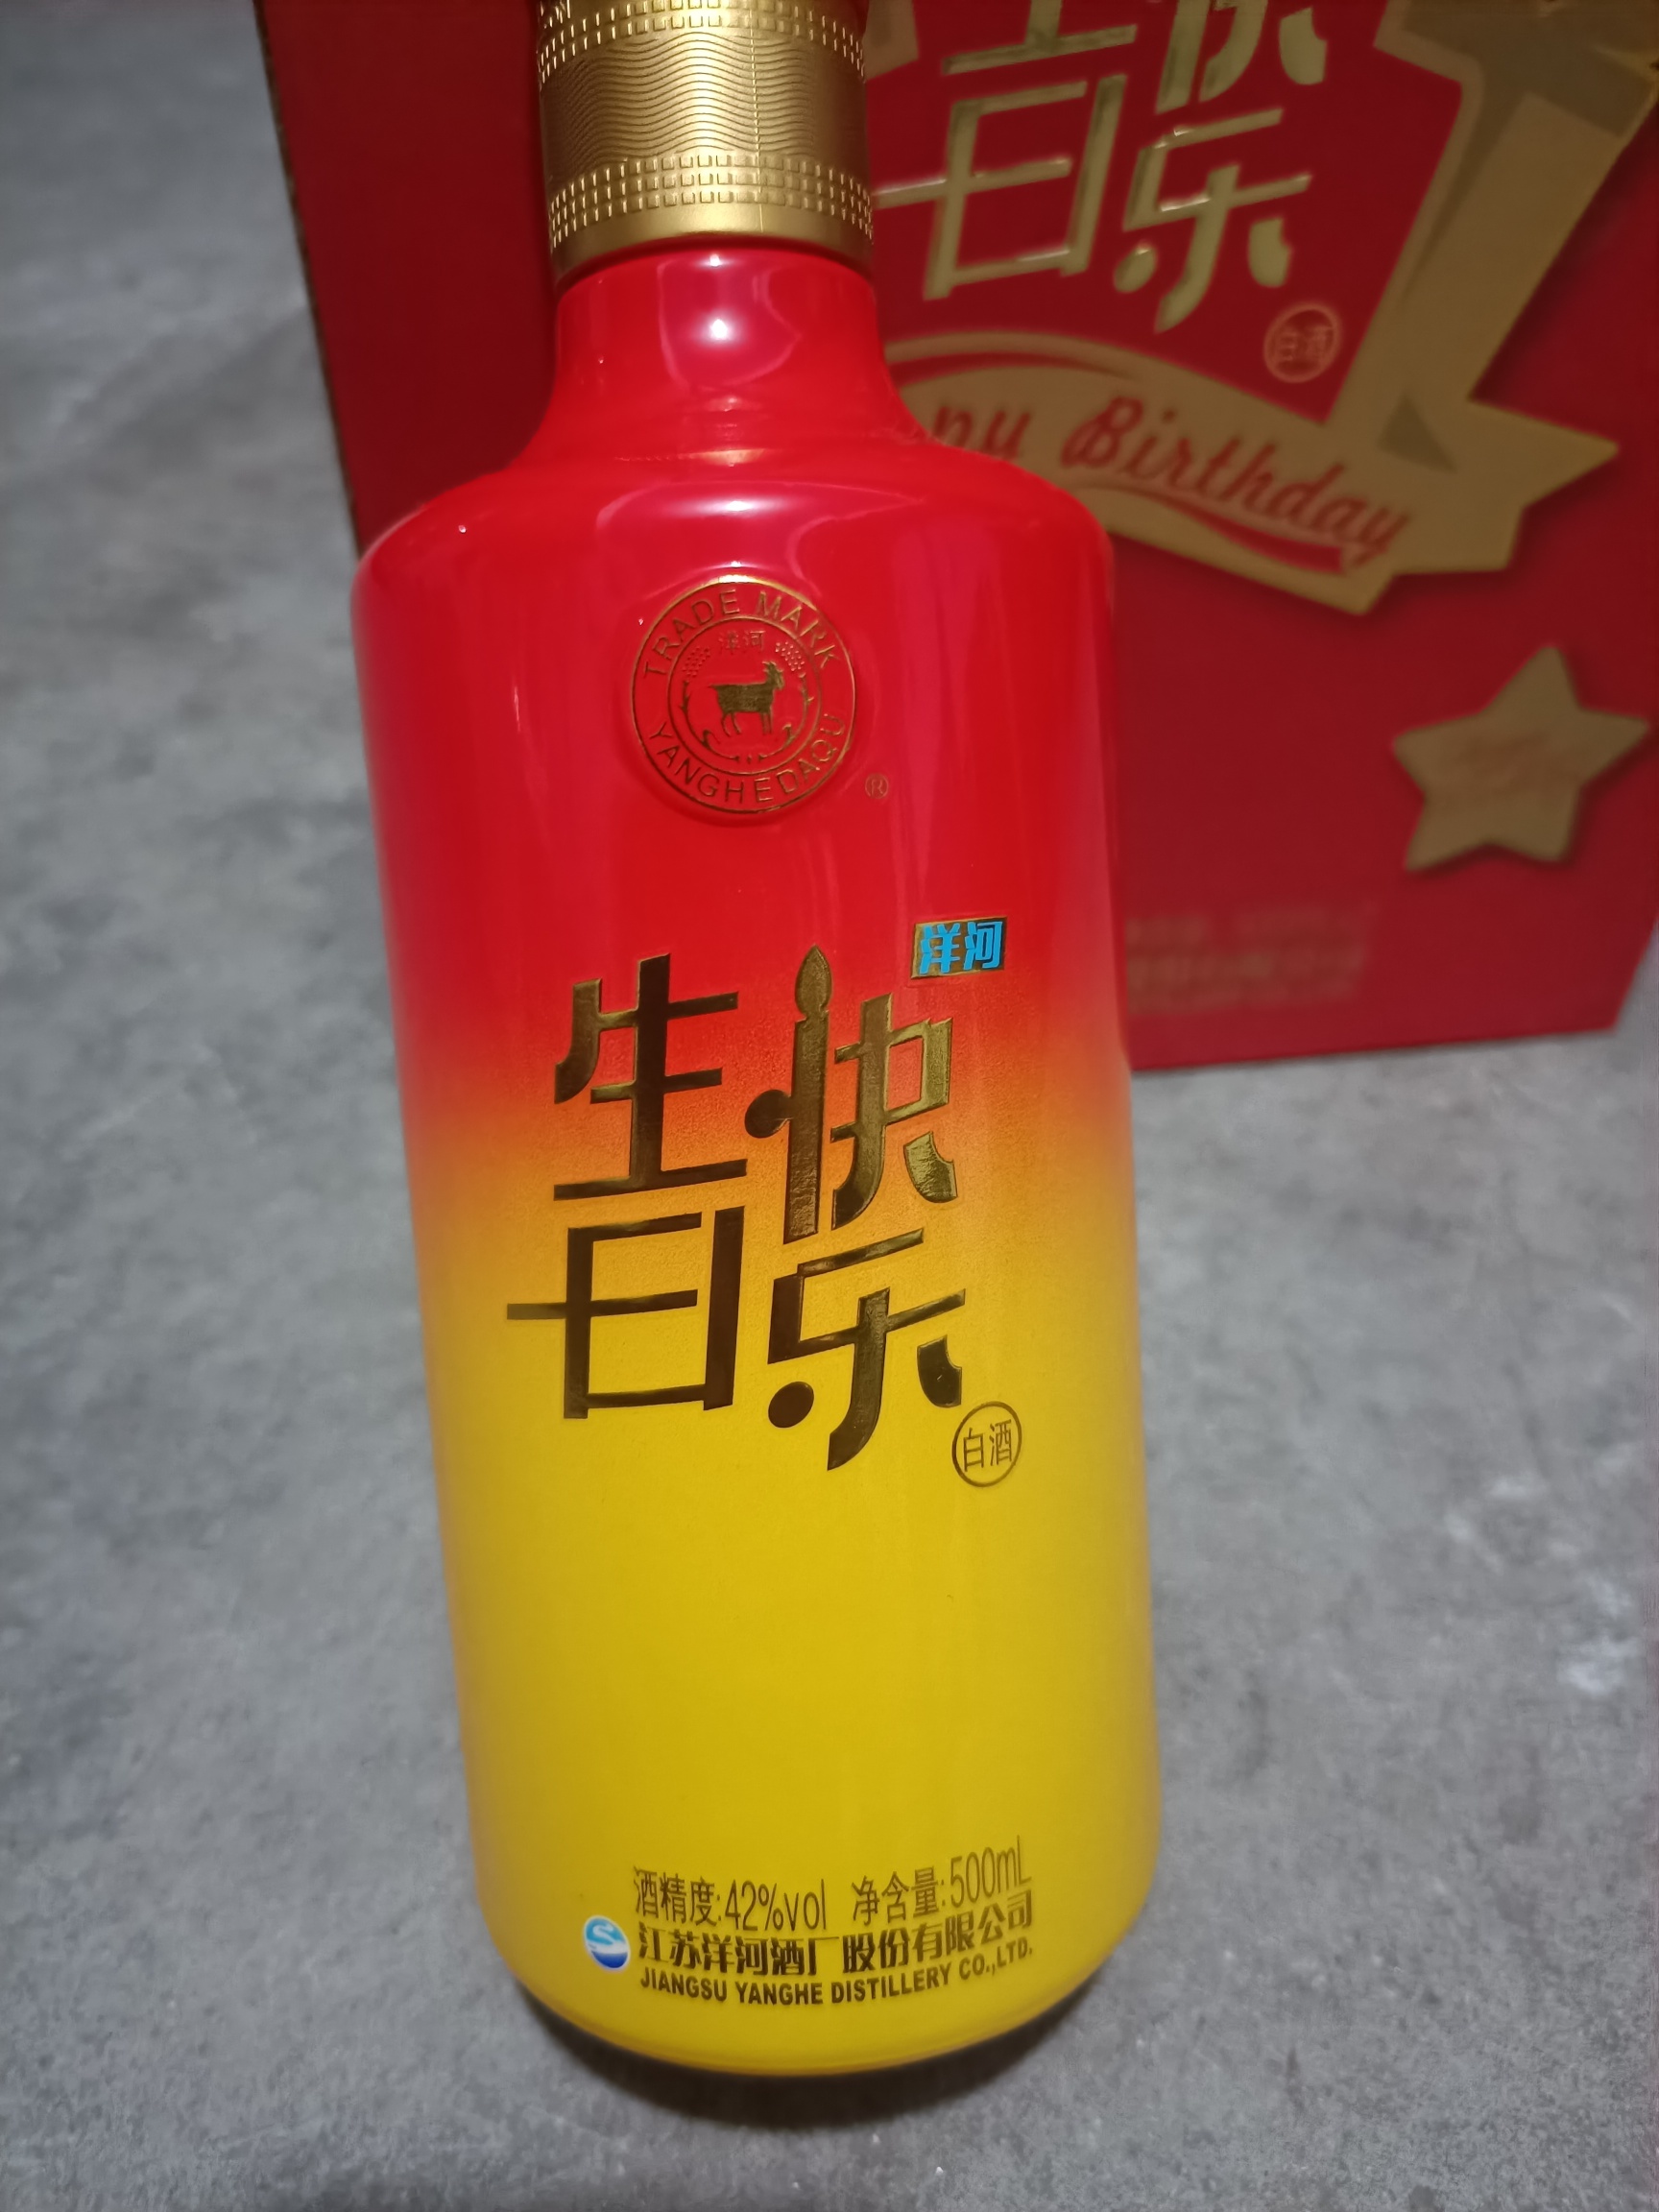 生快
日乐
白酒
Birthday
TRADE MARK
洋河
YANGHEDAQU
®
洋河
生快
日乐
白酒
酒精度:42%vol 净含量:500mL
江苏洋河酒厂股份有限公司
JIANGSU YANGHE DISTILLERY CO.,LTD.